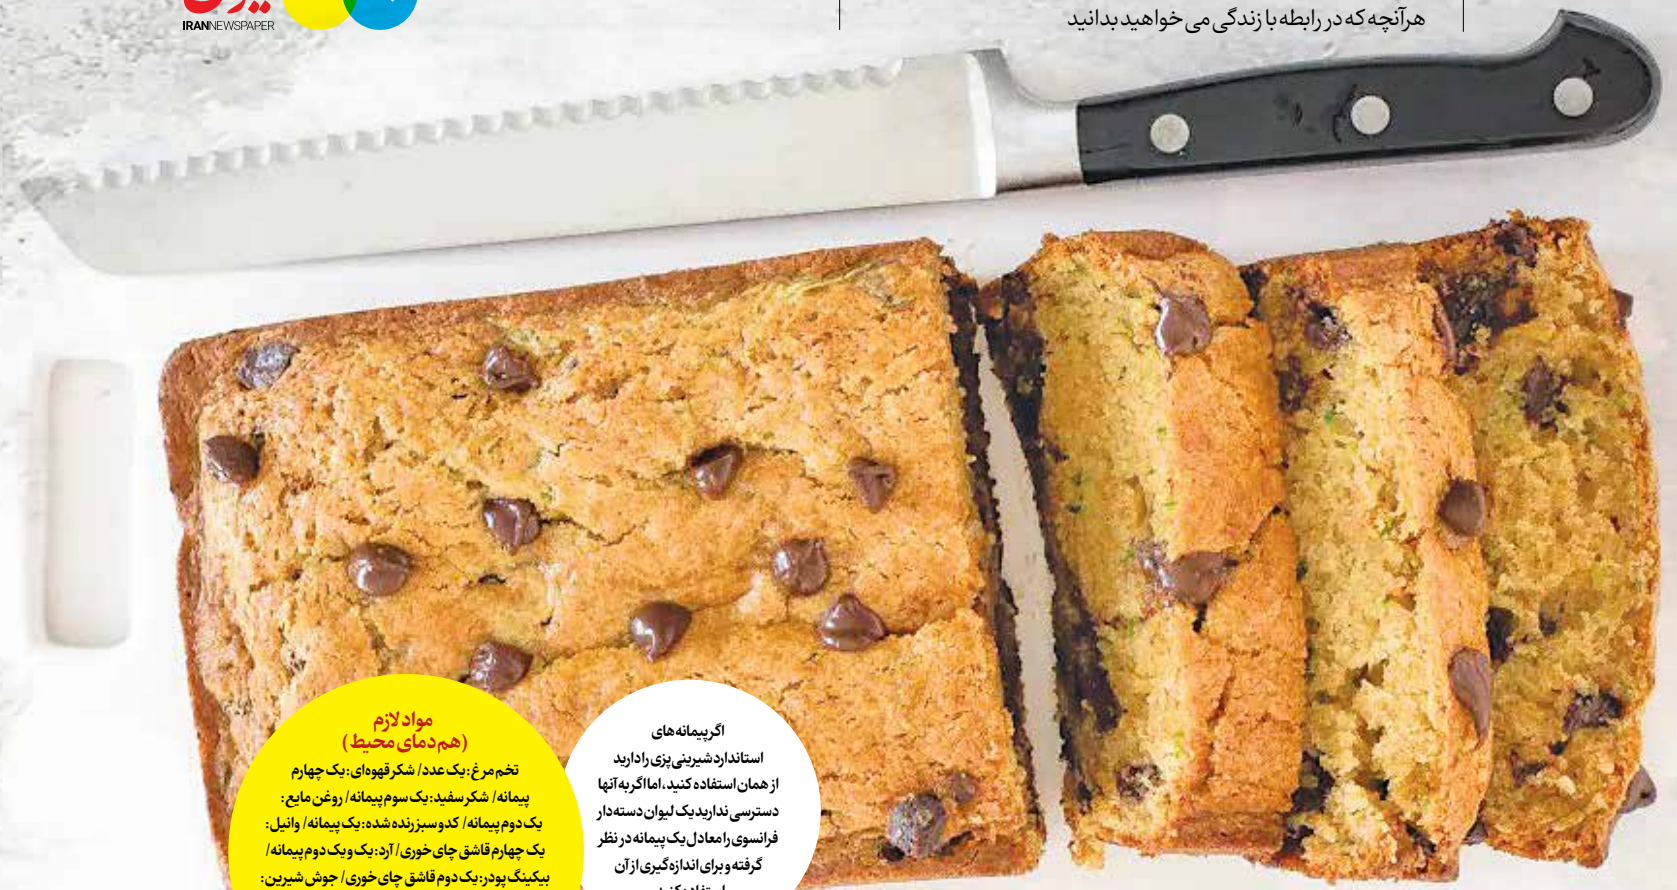 هر آنچه که در رابطه با زندگی می خواهید بدانید
IRANNEWSPAPER
اگر پیمانه‌های
استاندارد شیرینی‌پزی را دارید
از همان استفاده کنید، اما اگر به آنها
دسترسی ندارید یک لیوان دسته‌دار
فرانسوی را معادل یک پیمانه در نظر
گرفته و برای اندازه‌گیری از آن
مواد لازم
(هم دمای محیط)
تخم مرغ: یک عدد/ شکر قهوه‌ای: یک چهارم
پیمانه/ شکر سفید: یک سوم پیمانه/ روغن مایع:
یک دوم پیمانه/ کدو سبز رنده شده: یک پیمانه/ وانیل:
یک چهارم قاشق چای خوری/ آرد: یک و یک دوم پیمانه/
بیکینگ پودر: یک دوم قاشق چای خوری/ جوش شیرین: